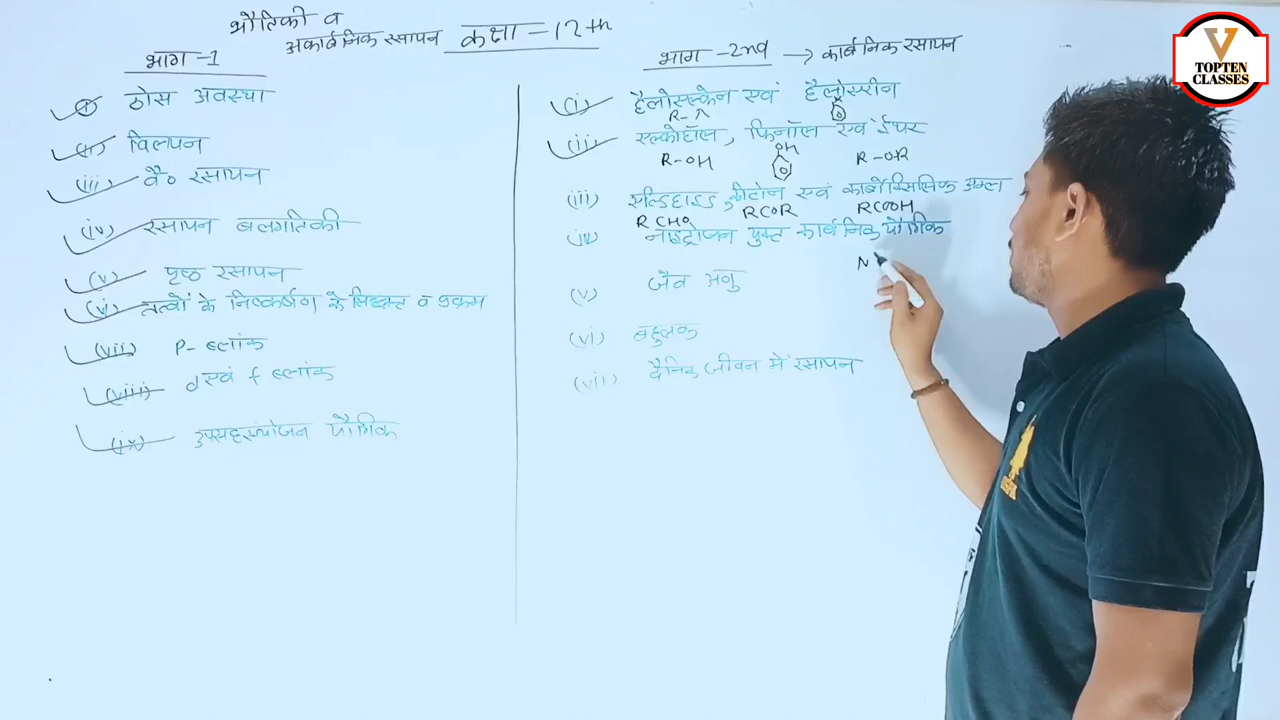 भौतिकी व
अकार्बनिक रसायन कक्षा - 12th
भाग -1
(i) ठोस अवस्था
(ii) विलयन
(iii) वै० रसायन
(iv) रसायन बलगतिकी
(v) पृष्ठ रसायन
(vi) तत्वों के निष्कर्षण के सिद्धान्त व प्रक्रम
(vii) P- ब्लॉक
(viii) d एवं f ब्लॉक
(ix) उपसहसंयोजन यौगिक
भाग -2nd → कार्बनिक रसायन
(i) हैलोएल्केन एवं हैलोएरीन
R-X
(ii) एल्कोहॉल, फिनॉल एवं ईथर
R-OH OH R-OR
(iii) एल्डिहाइड, कीटोन एवं कार्बोक्सिलिक अम्ल
RCHO RCOR RCOOH
(iv) नाइट्रोजन युक्त कार्बनिक यौगिक
N
(v) जैव अणु
(vi) बहुलक
(vii) दैनिक जीवन में रसायन
V
TOPTEN
CLASSES